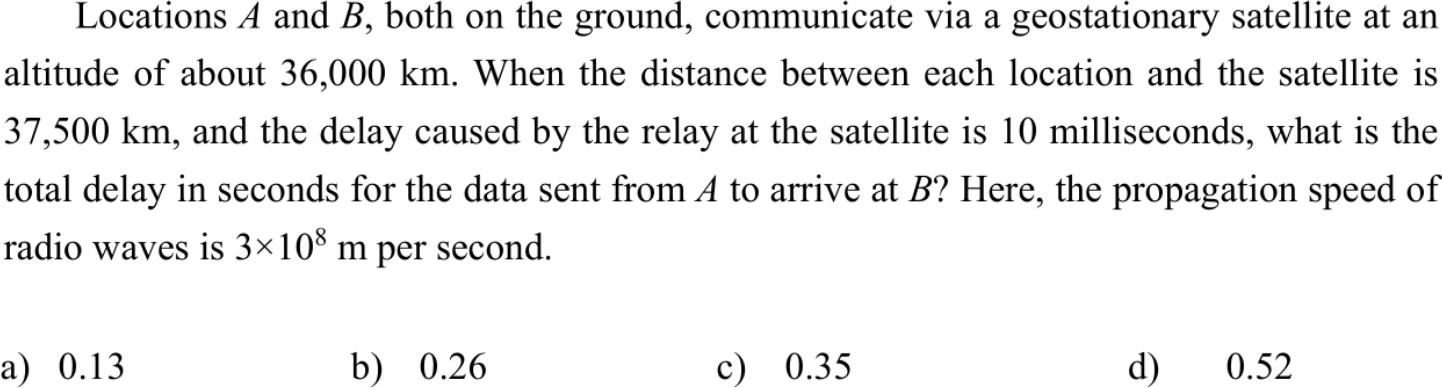 Locations A and B, both on the ground, communicate via a geostationary satellite at an
altitude of about 36,000 km. When the distance between each location and the satellite is
37,500 km, and the delay caused by the relay at the satellite is 10 milliseconds, what is the
total delay in seconds for the data sent from A to arrive at B? Here, the propagation speed of
radio waves is 3×10⁸ m per second.
a) 0.13 b) 0.26 c) 0.35 d) 0.52